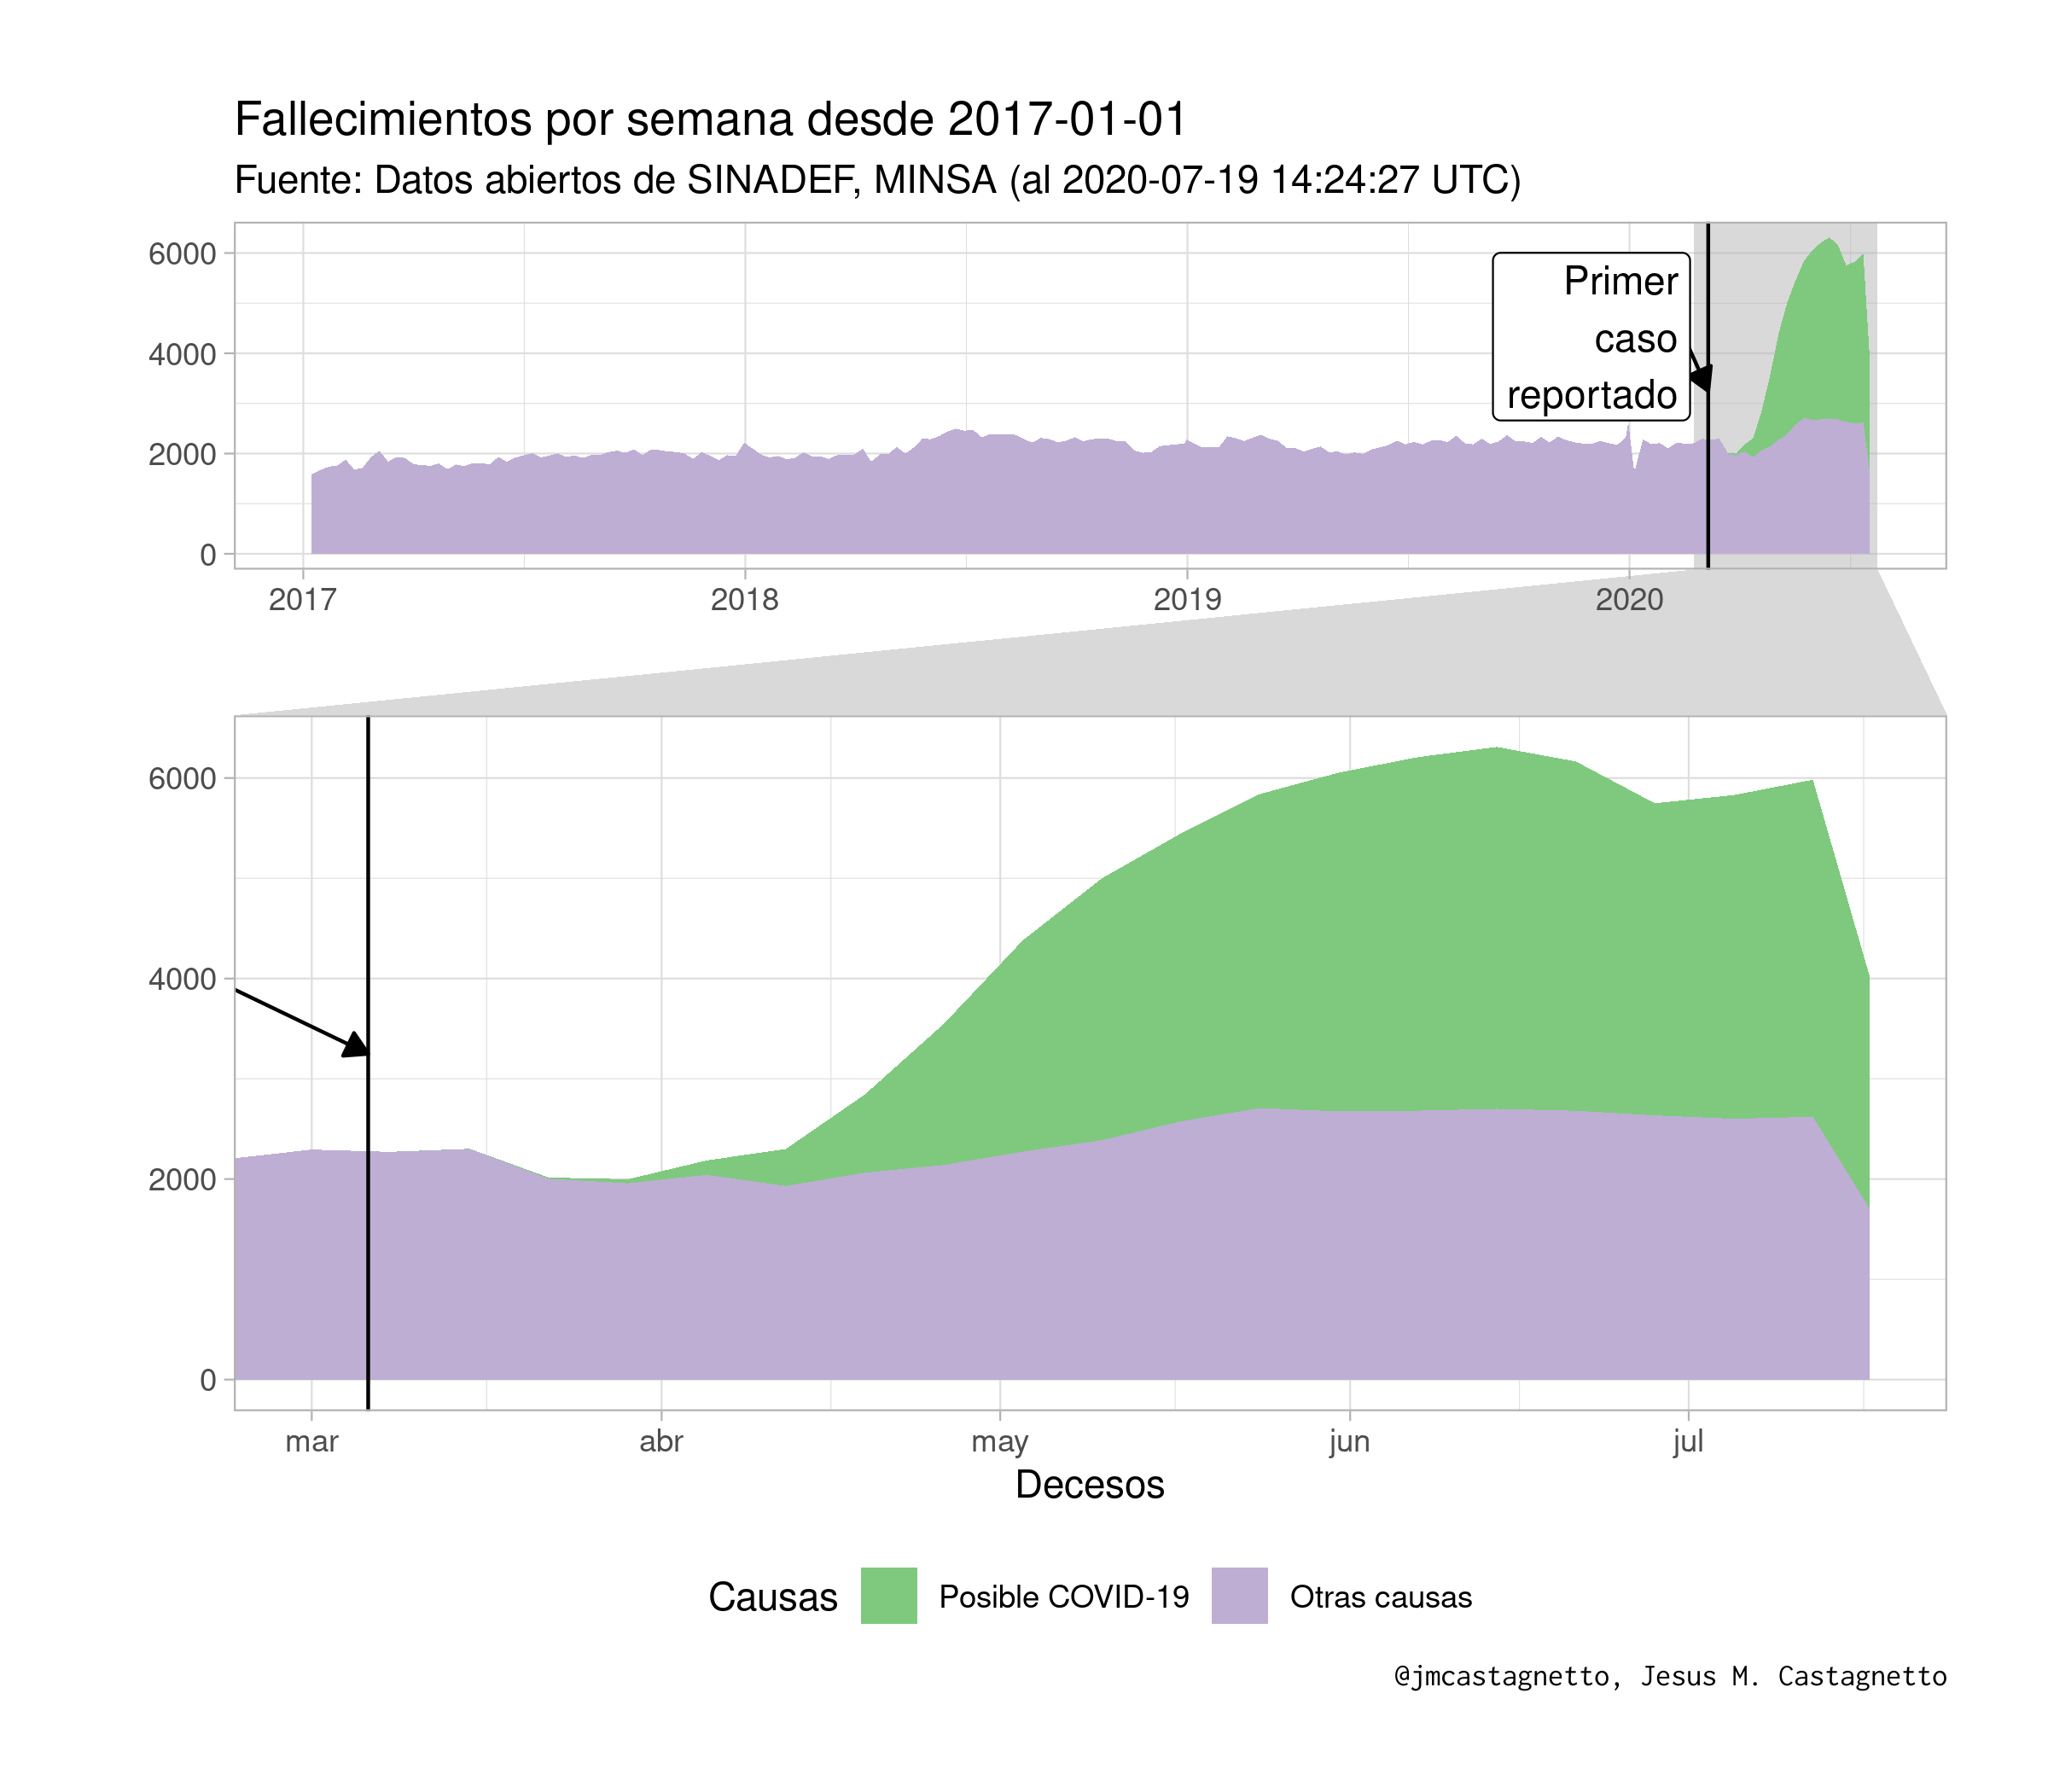 Fallecimientos por semana desde 2017-01-01
Fuente: Datos abiertos de SINADEF, MINSA (al 2020-07-19 14:24:27 UTC)
6000
4000
2000
0
Primer
caso
reportado
2017 2018 2019 2020
6000
4000
2000
0
mar abr may jun jul
Decesos
Causas Posible COVID-19 Otras causas
@jmcastagnetto, Jesus M. Castagnetto